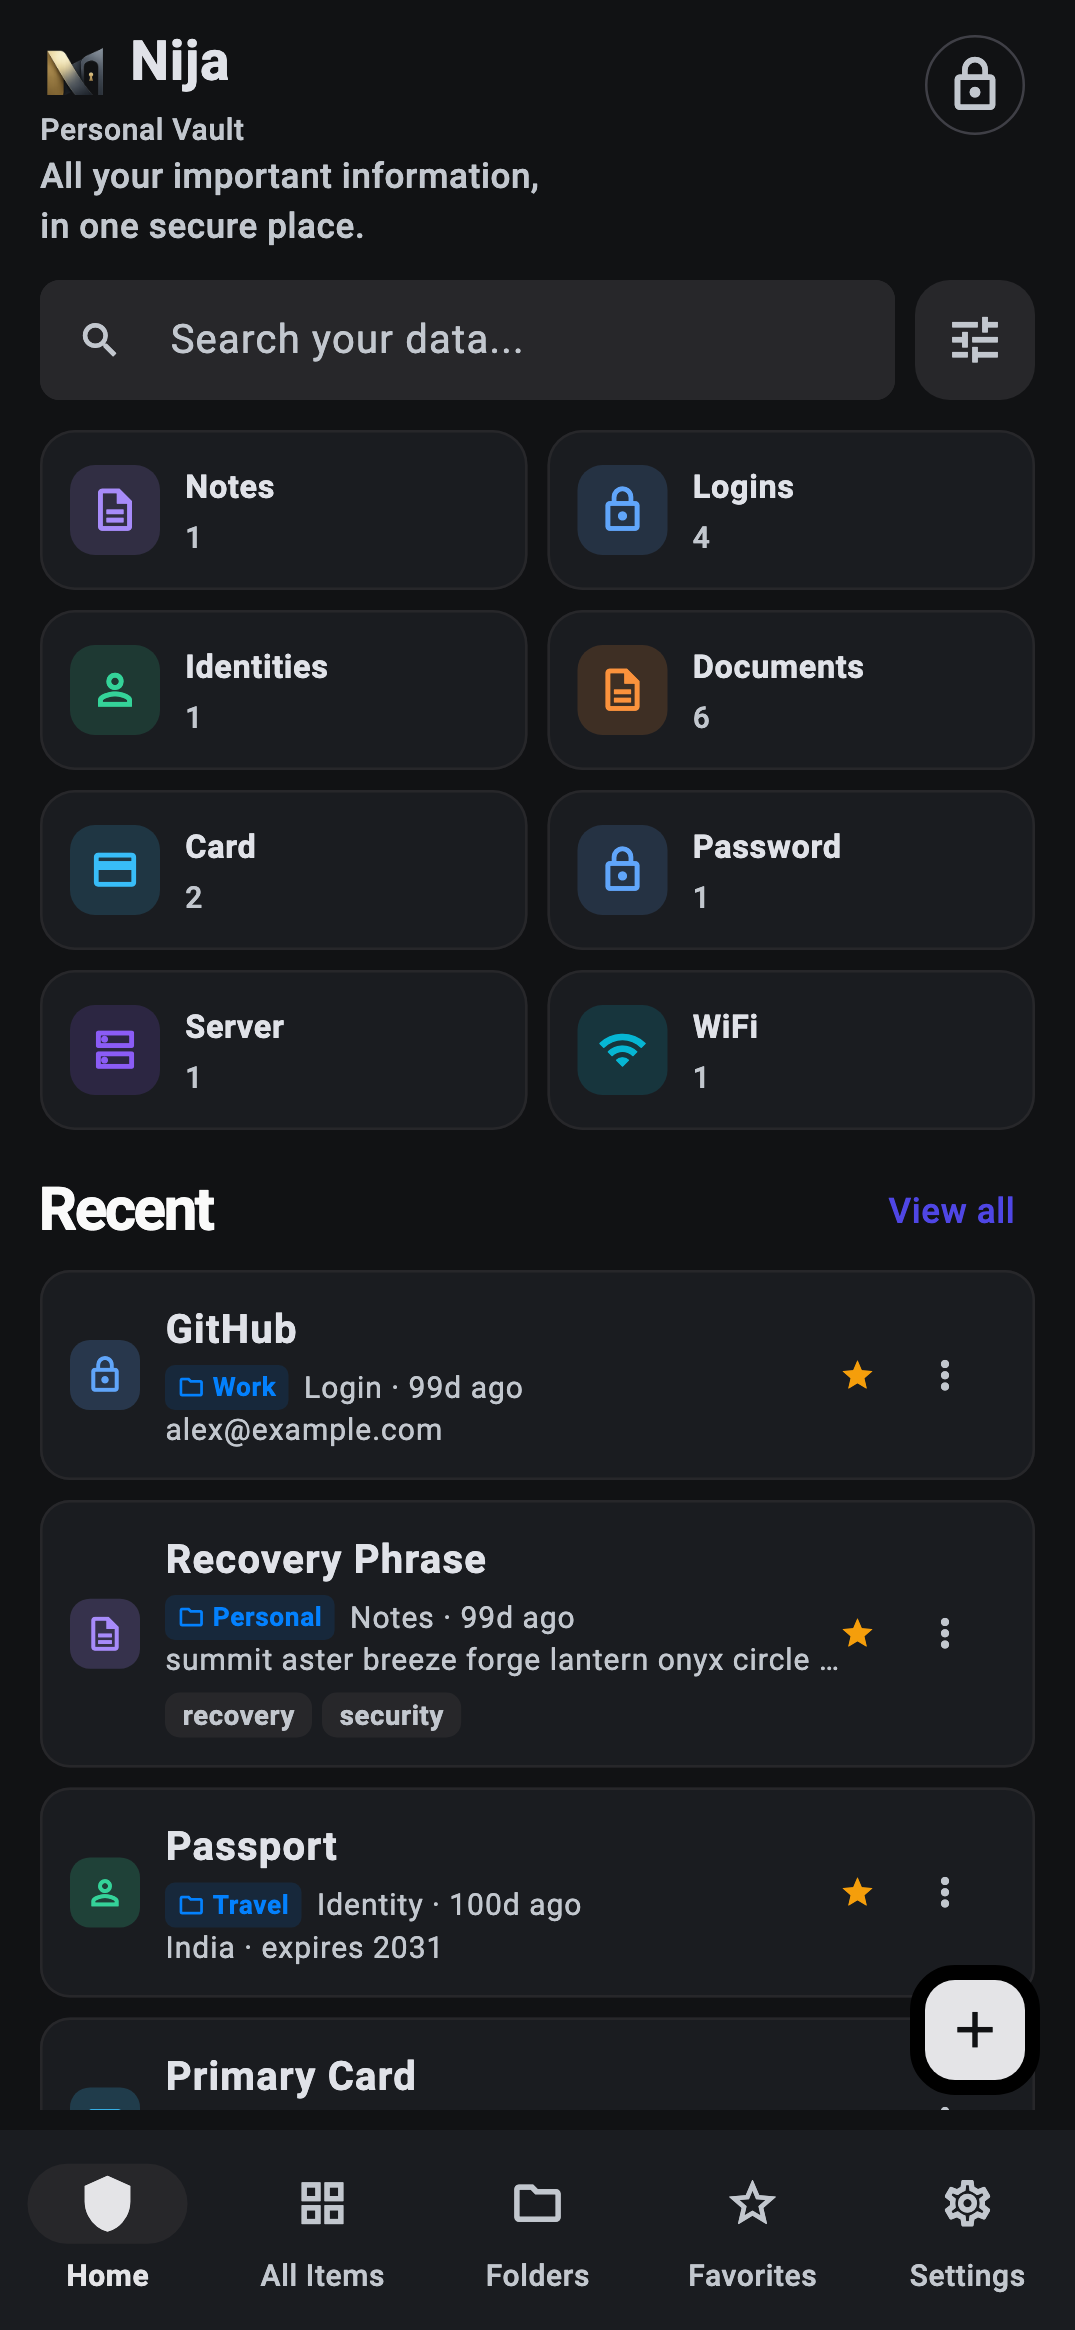 Nija
Personal Vault
All your important information,
in one secure place.
Search your data...
Notes
1
Logins
4
Identities
1
Documents
6
Card
2
Password
1
Server
1
WiFi
1
Recent
View all
GitHub
Work Login · 99d ago
alex@example.com
Recovery Phrase
Personal Notes · 99d ago
summit aster breeze forge lantern onyx circle ...
recovery security
Passport
Travel Identity · 100d ago
India · expires 2031
Primary Card
Home
All Items
Folders
Favorites
Settings